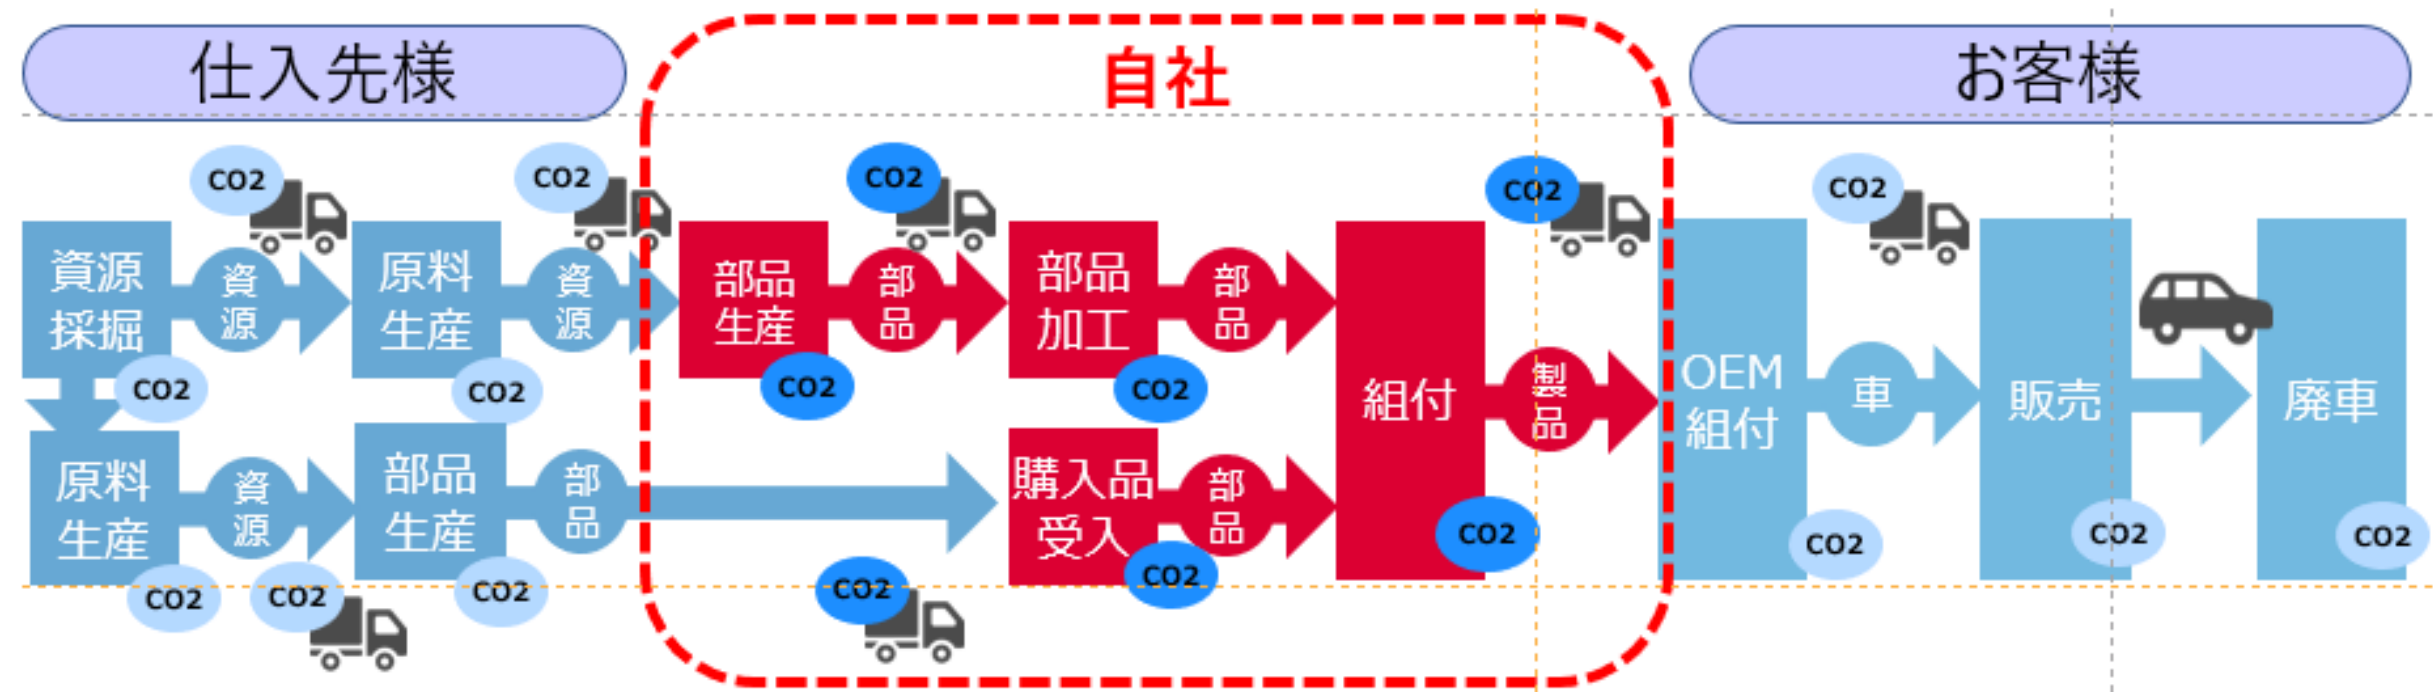 仕入先様
自社
お客様
CO2
CO2
CO2
CO2
CO2
資源
採掘
資
源
原料
生産
資
源
部品
生産
部
品
部品
加工
部
品
組付
製
品
OEM
組付
車
販売
廃車
CO2
CO2
CO2
CO2
原料
生産
資
源
部品
生産
部
品
購入品
受入
部
品
CO2
CO2
CO2
CO2
CO2
CO2
CO2
CO2
CO2